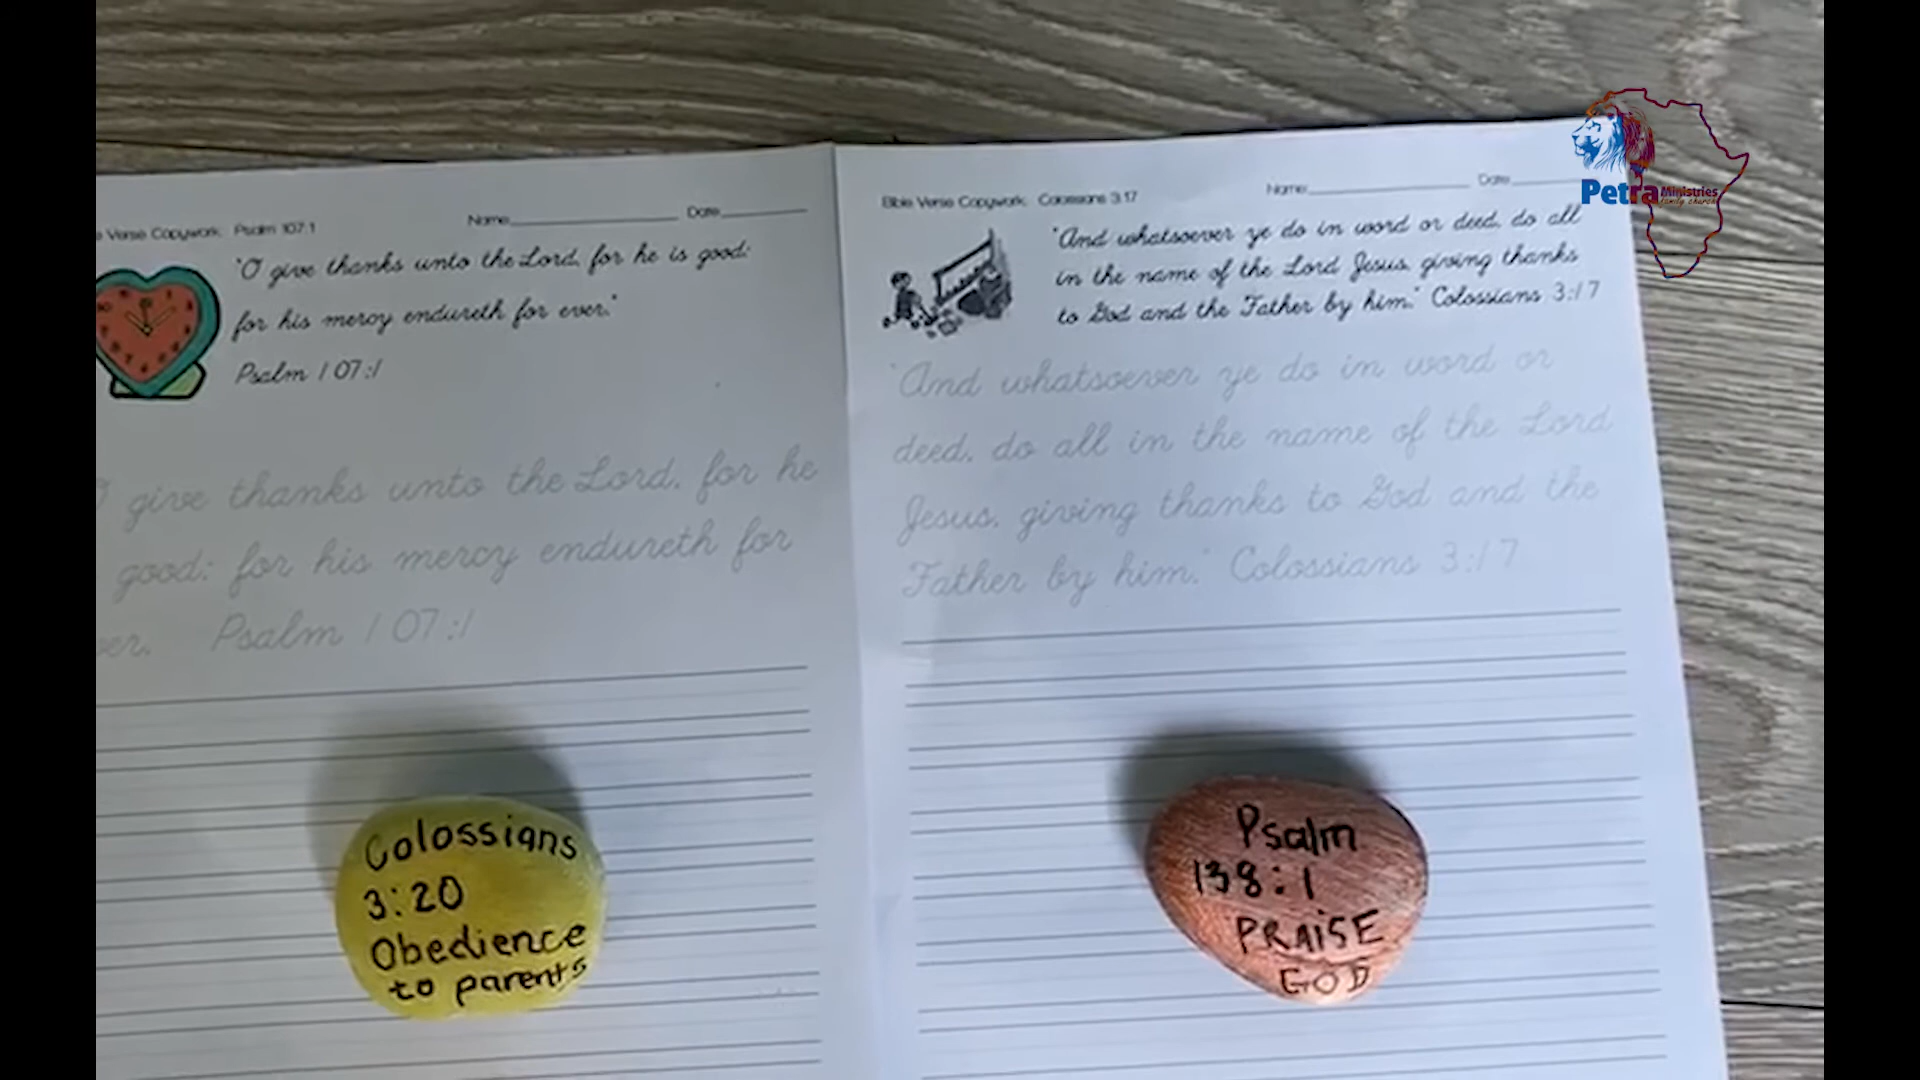 Verse Copywork: Psalm 107:1
Name Date
"O give thanks unto the Lord, for he is good:
for his mercy endureth for ever."
Psalm 107:1
O give thanks unto the Lord, for he
good: for his mercy endureth for
Psalm 107:1
Colossians
3:20
Obedience
to parents
Bible Verse Copywork: Colossians 3:17
Name Date
"And whatsoever ye do in word or deed, do all
in the name of the Lord Jesus, giving thanks
to God and the Father by him." Colossians 3:17
"And whatsoever ye do in word or
deed, do all in the name of the Lord
Jesus, giving thanks to God and the
Father by him." Colossians 3:17
Psalm
138:1
PRAISE
GOD
Petra Ministries
family church